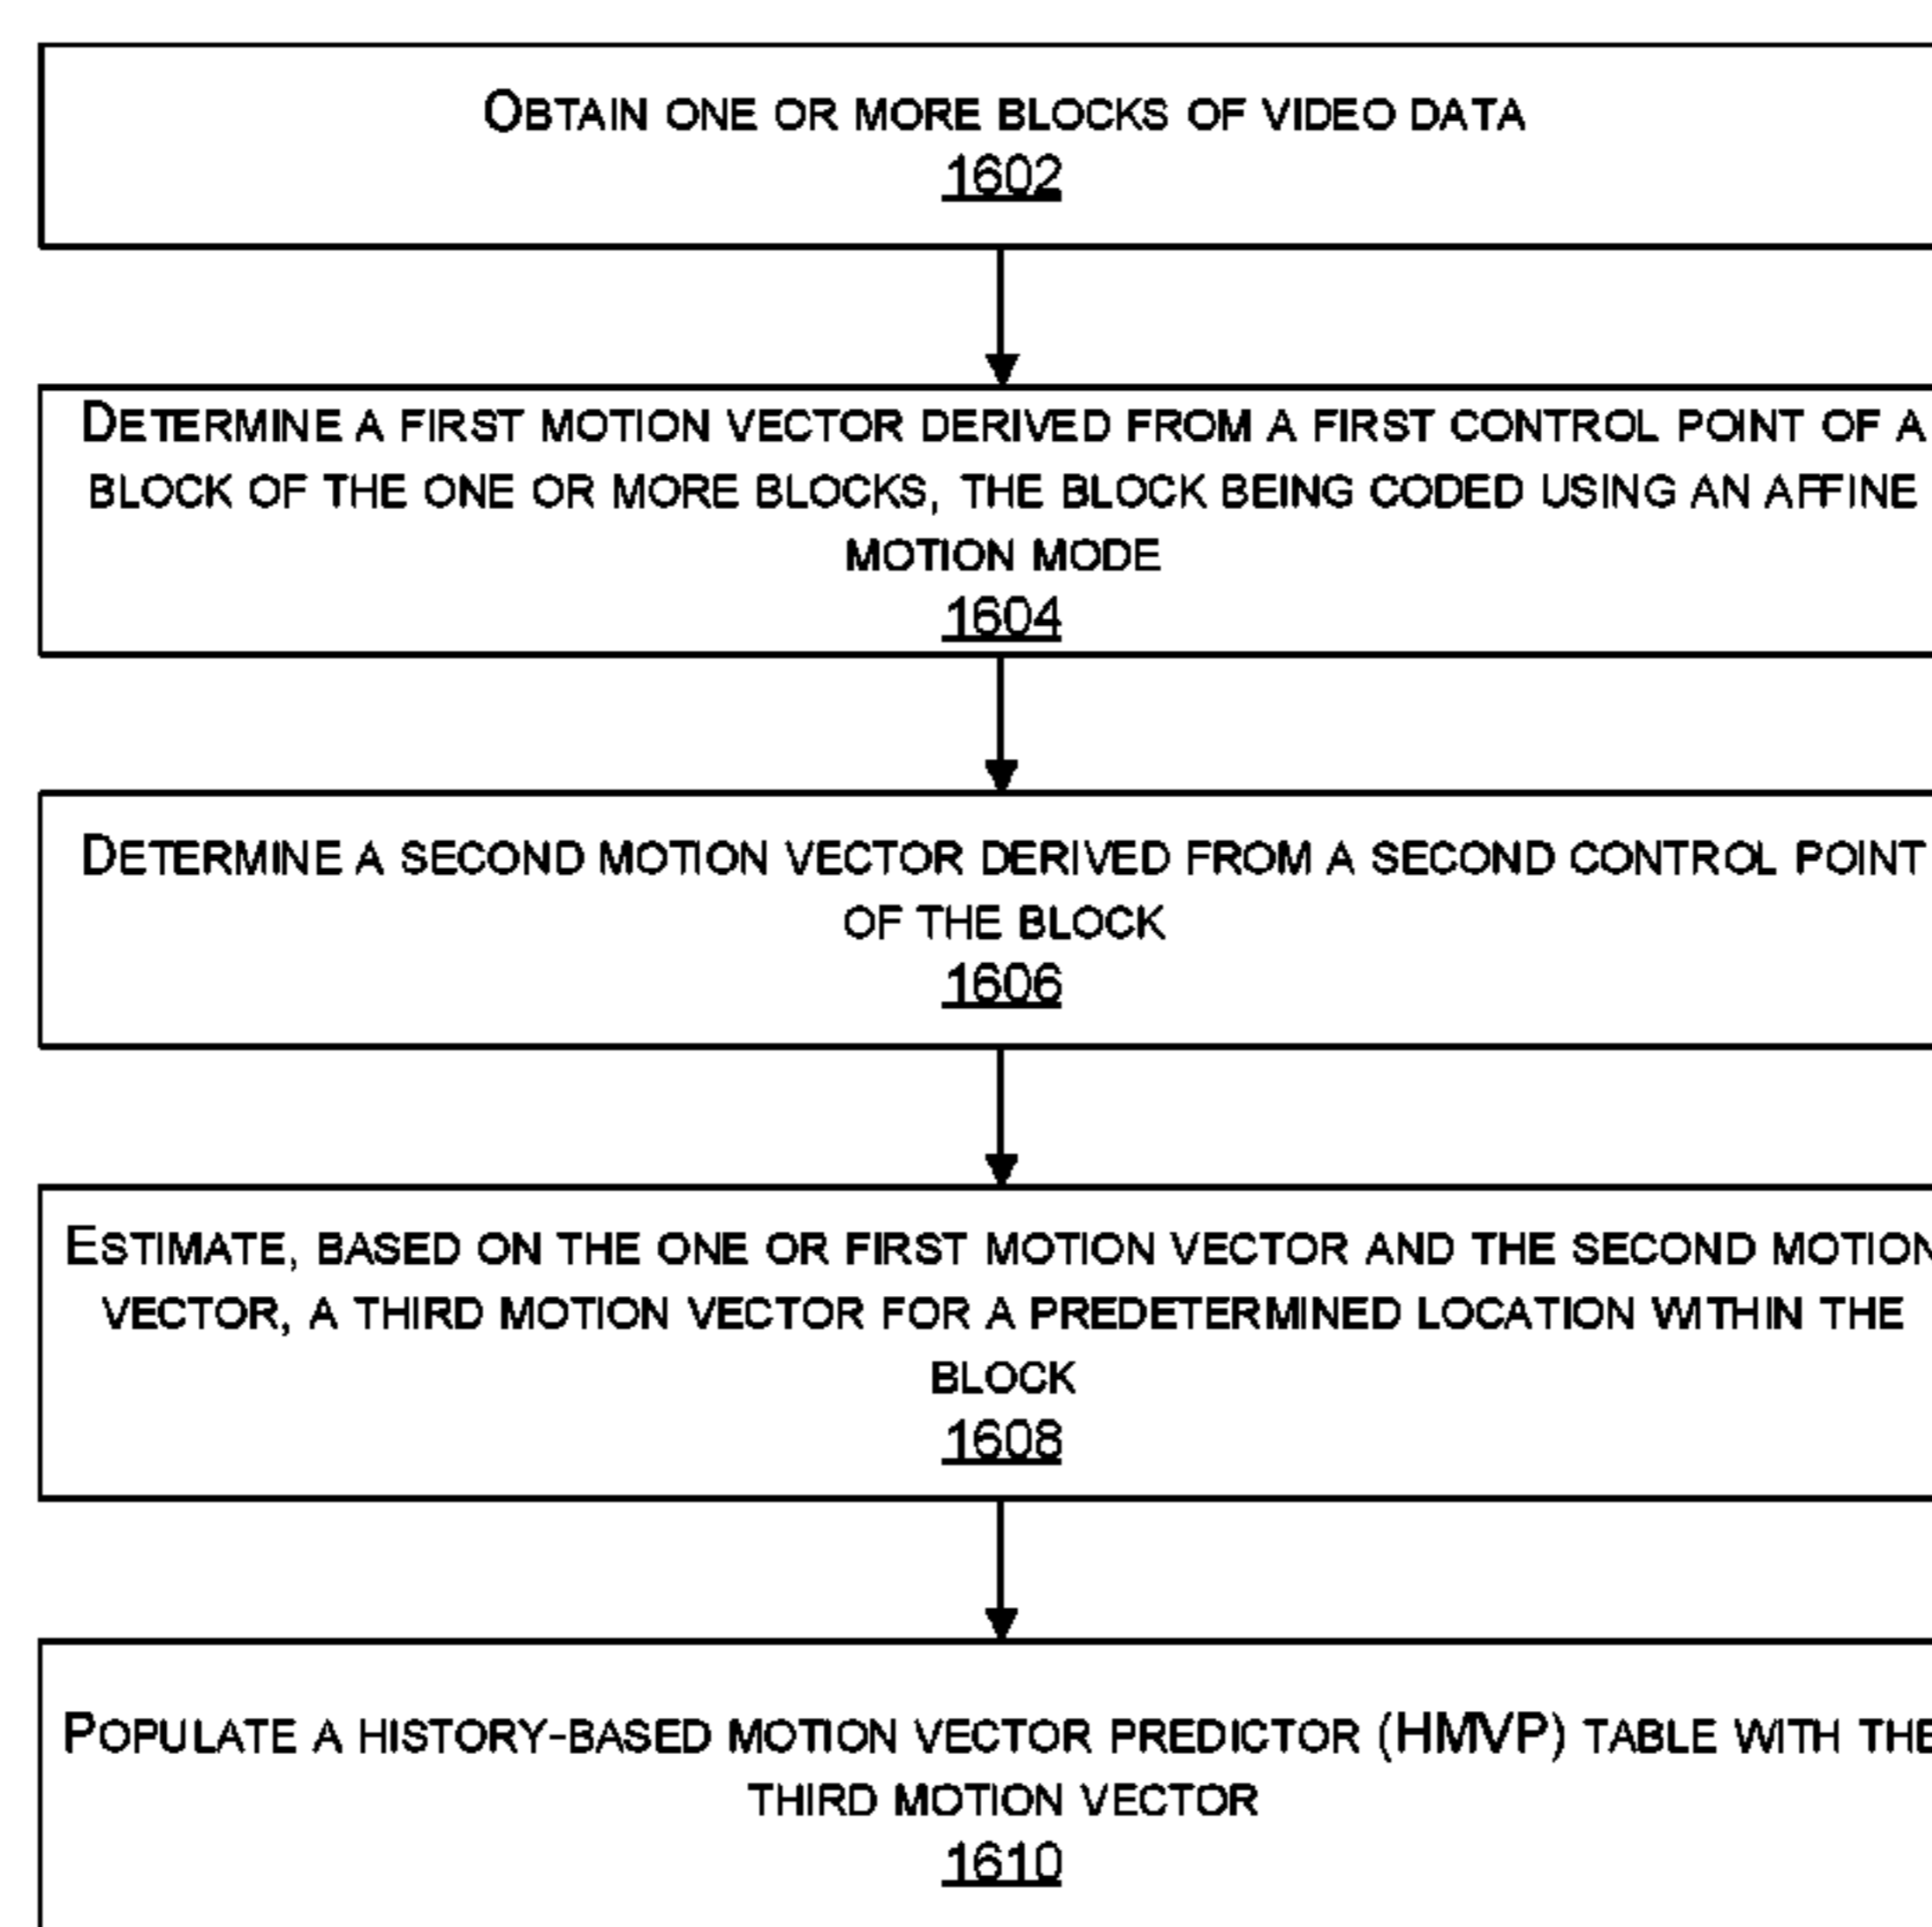 OBTAIN ONE OR MORE BLOCKS OF VIDEO DATA
1602
DETERMINE A FIRST MOTION VECTOR DERIVED FROM A FIRST CONTROL POINT OF A
BLOCK OF THE ONE OR MORE BLOCKS, THE BLOCK BEING CODED USING AN AFFINE
MOTION MODE
1604
DETERMINE A SECOND MOTION VECTOR DERIVED FROM A SECOND CONTROL POINT
OF THE BLOCK
1606
ESTIMATE, BASED ON THE ONE OR FIRST MOTION VECTOR AND THE SECOND MOTION
VECTOR, A THIRD MOTION VECTOR FOR A PREDETERMINED LOCATION WITHIN THE
BLOCK
1608
POPULATE A HISTORY-BASED MOTION VECTOR PREDICTOR (HMVP) TABLE WITH THE
THIRD MOTION VECTOR
1610